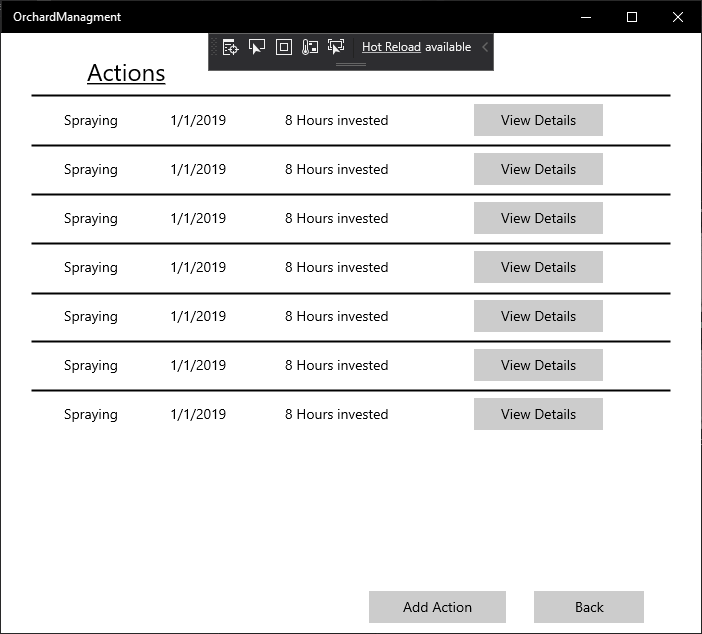 OrchardManagment
Hot Reload available
Actions
Spraying 1/1/2019 8 Hours invested View Details
Spraying 1/1/2019 8 Hours invested View Details
Spraying 1/1/2019 8 Hours invested View Details
Spraying 1/1/2019 8 Hours invested View Details
Spraying 1/1/2019 8 Hours invested View Details
Spraying 1/1/2019 8 Hours invested View Details
Spraying 1/1/2019 8 Hours invested View Details
Add Action Back